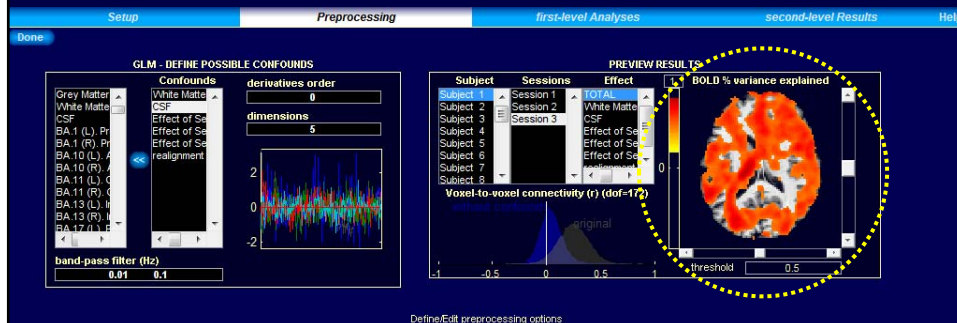 Setup Preprocessing first-level Analyses second-level Results Hel
Done
GLM - DEFINE POSSIBLE CONFOUNDS
Confounds
Grey Matter
White Matte
CSF
BA.1 (L). Pr
BA.1 (R). Pr
BA.10 (L). A
BA.10 (R). A
BA.11 (L). O
BA.11 (R). O
BA.13 (L). In
BA.13 (R). In
BA.17 (L). P
<<
White Matte
CSF
Effect of Se
Effect of Se
Effect of Se
realignment
derivatives order
0
dimensions
5
2
0
-2
band-pass filter (Hz)
0.01 0.1
PREVIEW RESULTS
Subject Sessions Effect
Subject 1
Subject 2
Subject 3
Subject 4
Subject 5
Subject 6
Subject 7
Subject 8
Session 1
Session 2
Session 3
TOTAL
White Matte
CSF
Effect of Se
Effect of Se
Effect of Se
realignment
Voxel-to-voxel connectivity (r) (dof=172)
original
-1 -0.5 0 0.5 1
BOLD % variance explained
1
0
threshold 0.5
Define/Edit preprocessing options